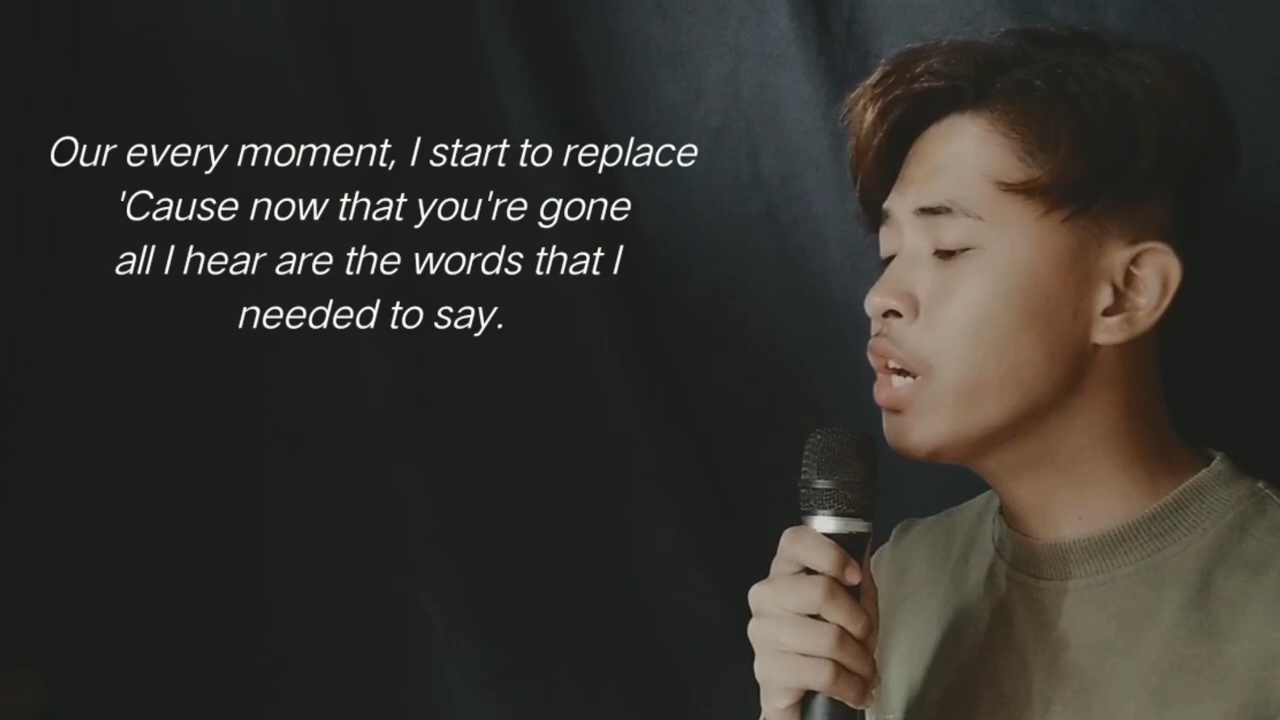 Our every moment, I start to replace
'Cause now that you're gone
all I hear are the words that I
needed to say.